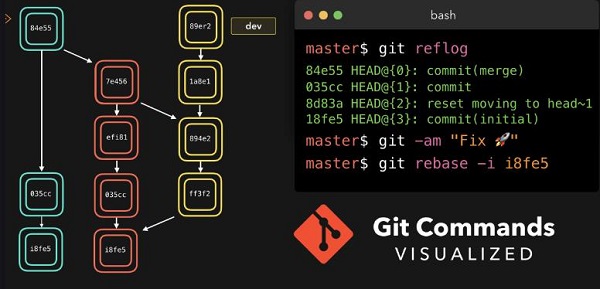 84e55
7e456
efi81
035cc
i8fe5
035cc
i8fe5
89er2
1a8e1
894e2
ff3f2
dev
bash
master$ git reflog
84e55 HEAD@{0}: commit(merge)
035cc HEAD@{1}: commit
8d83a HEAD@{2}: reset moving to head~1
18fe5 HEAD@{3}: commit(initial)
master$ git -am "Fix 🚀"
master$ git rebase -i i8fe5
Git Commands
VISUALIZED